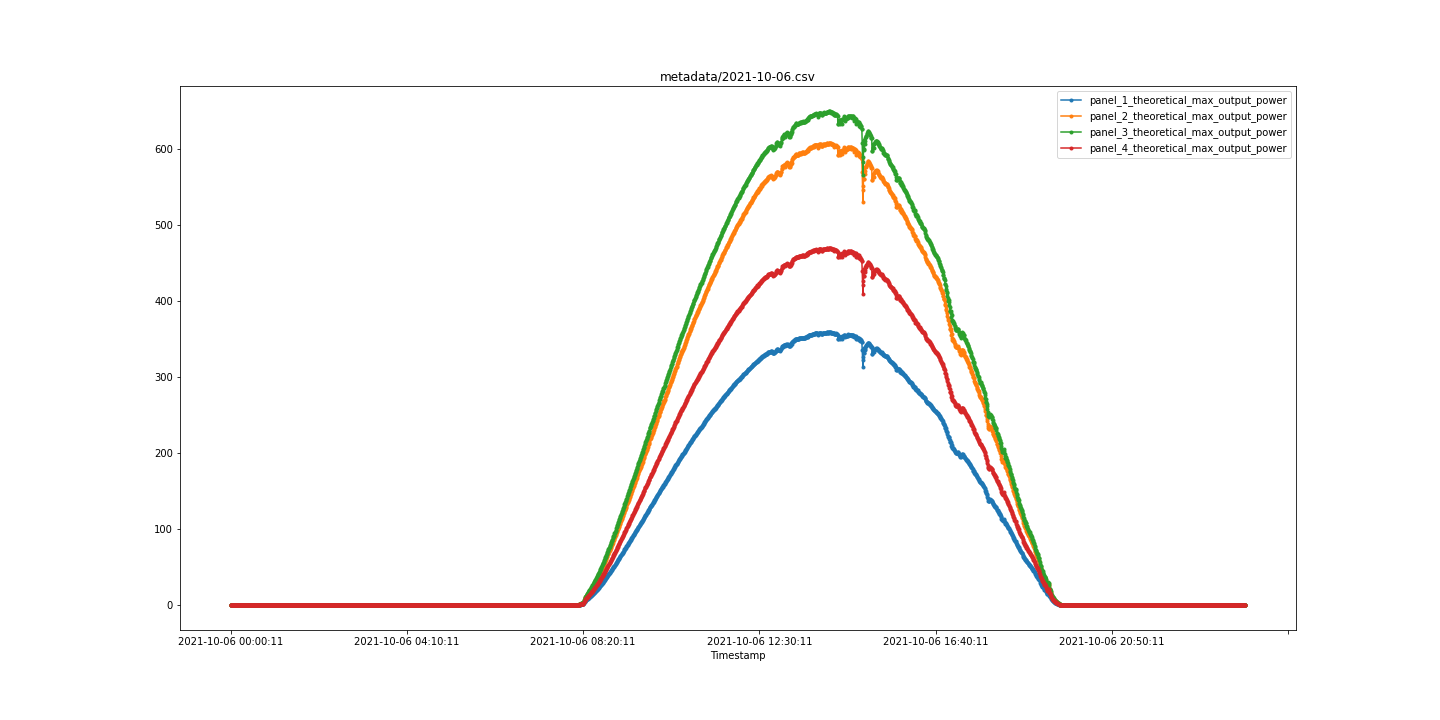 metadata/2021-10-06.csv
panel_1_theoretical_max_output_power
panel_2_theoretical_max_output_power
panel_3_theoretical_max_output_power
panel_4_theoretical_max_output_power
600
500
400
300
200
100
0
2021-10-06 00:00:11
2021-10-06 04:10:11
2021-10-06 08:20:11
2021-10-06 12:30:11
2021-10-06 16:40:11
2021-10-06 20:50:11
Timestamp